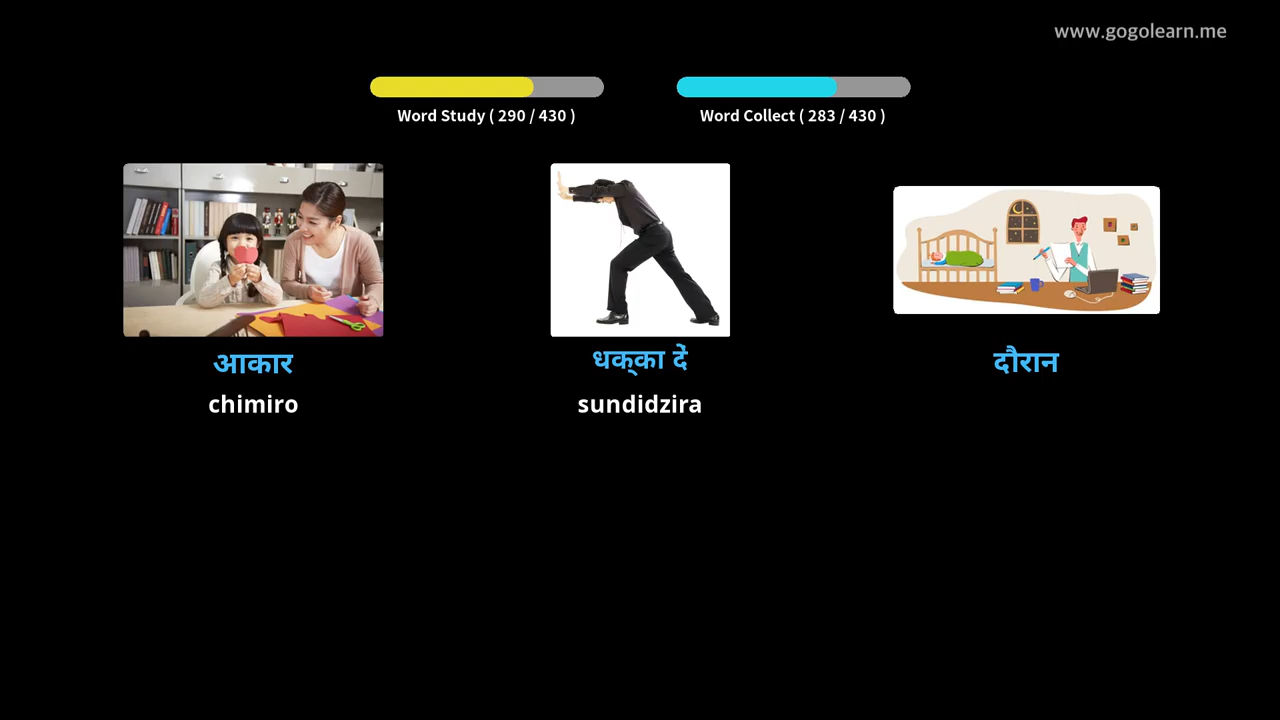 www.gogolearn.me
Word Study ( 290 / 430 )
Word Collect ( 283 / 430 )
आकार
धक्का दें
दौरान
chimiro
sundidzira